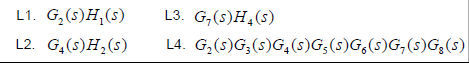 L1. G₂(s)H₁(s) L3. G₇(s)H₄(s)
L2. G₄(s)H₂(s) L4. G₂(s)G₃(s)G₄(s)G₅(s)G₆(s)G₇(s)G₈(s)